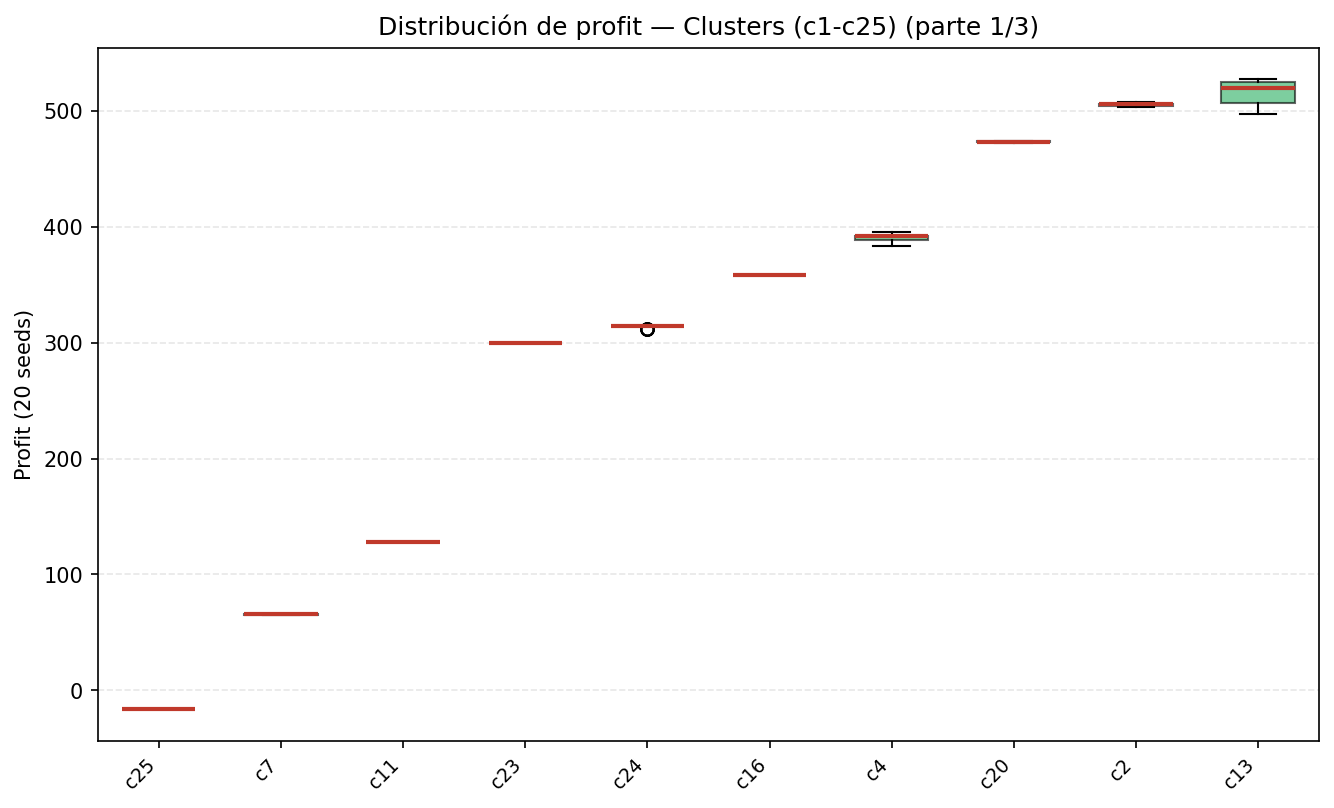 Distribución de profit — Clusters (c1-c25) (parte 1/3)
Profit (20 seeds)
500
400
300
200
100
0
c25
c7
c11
c23
c24
c16
c4
c20
c2
c13